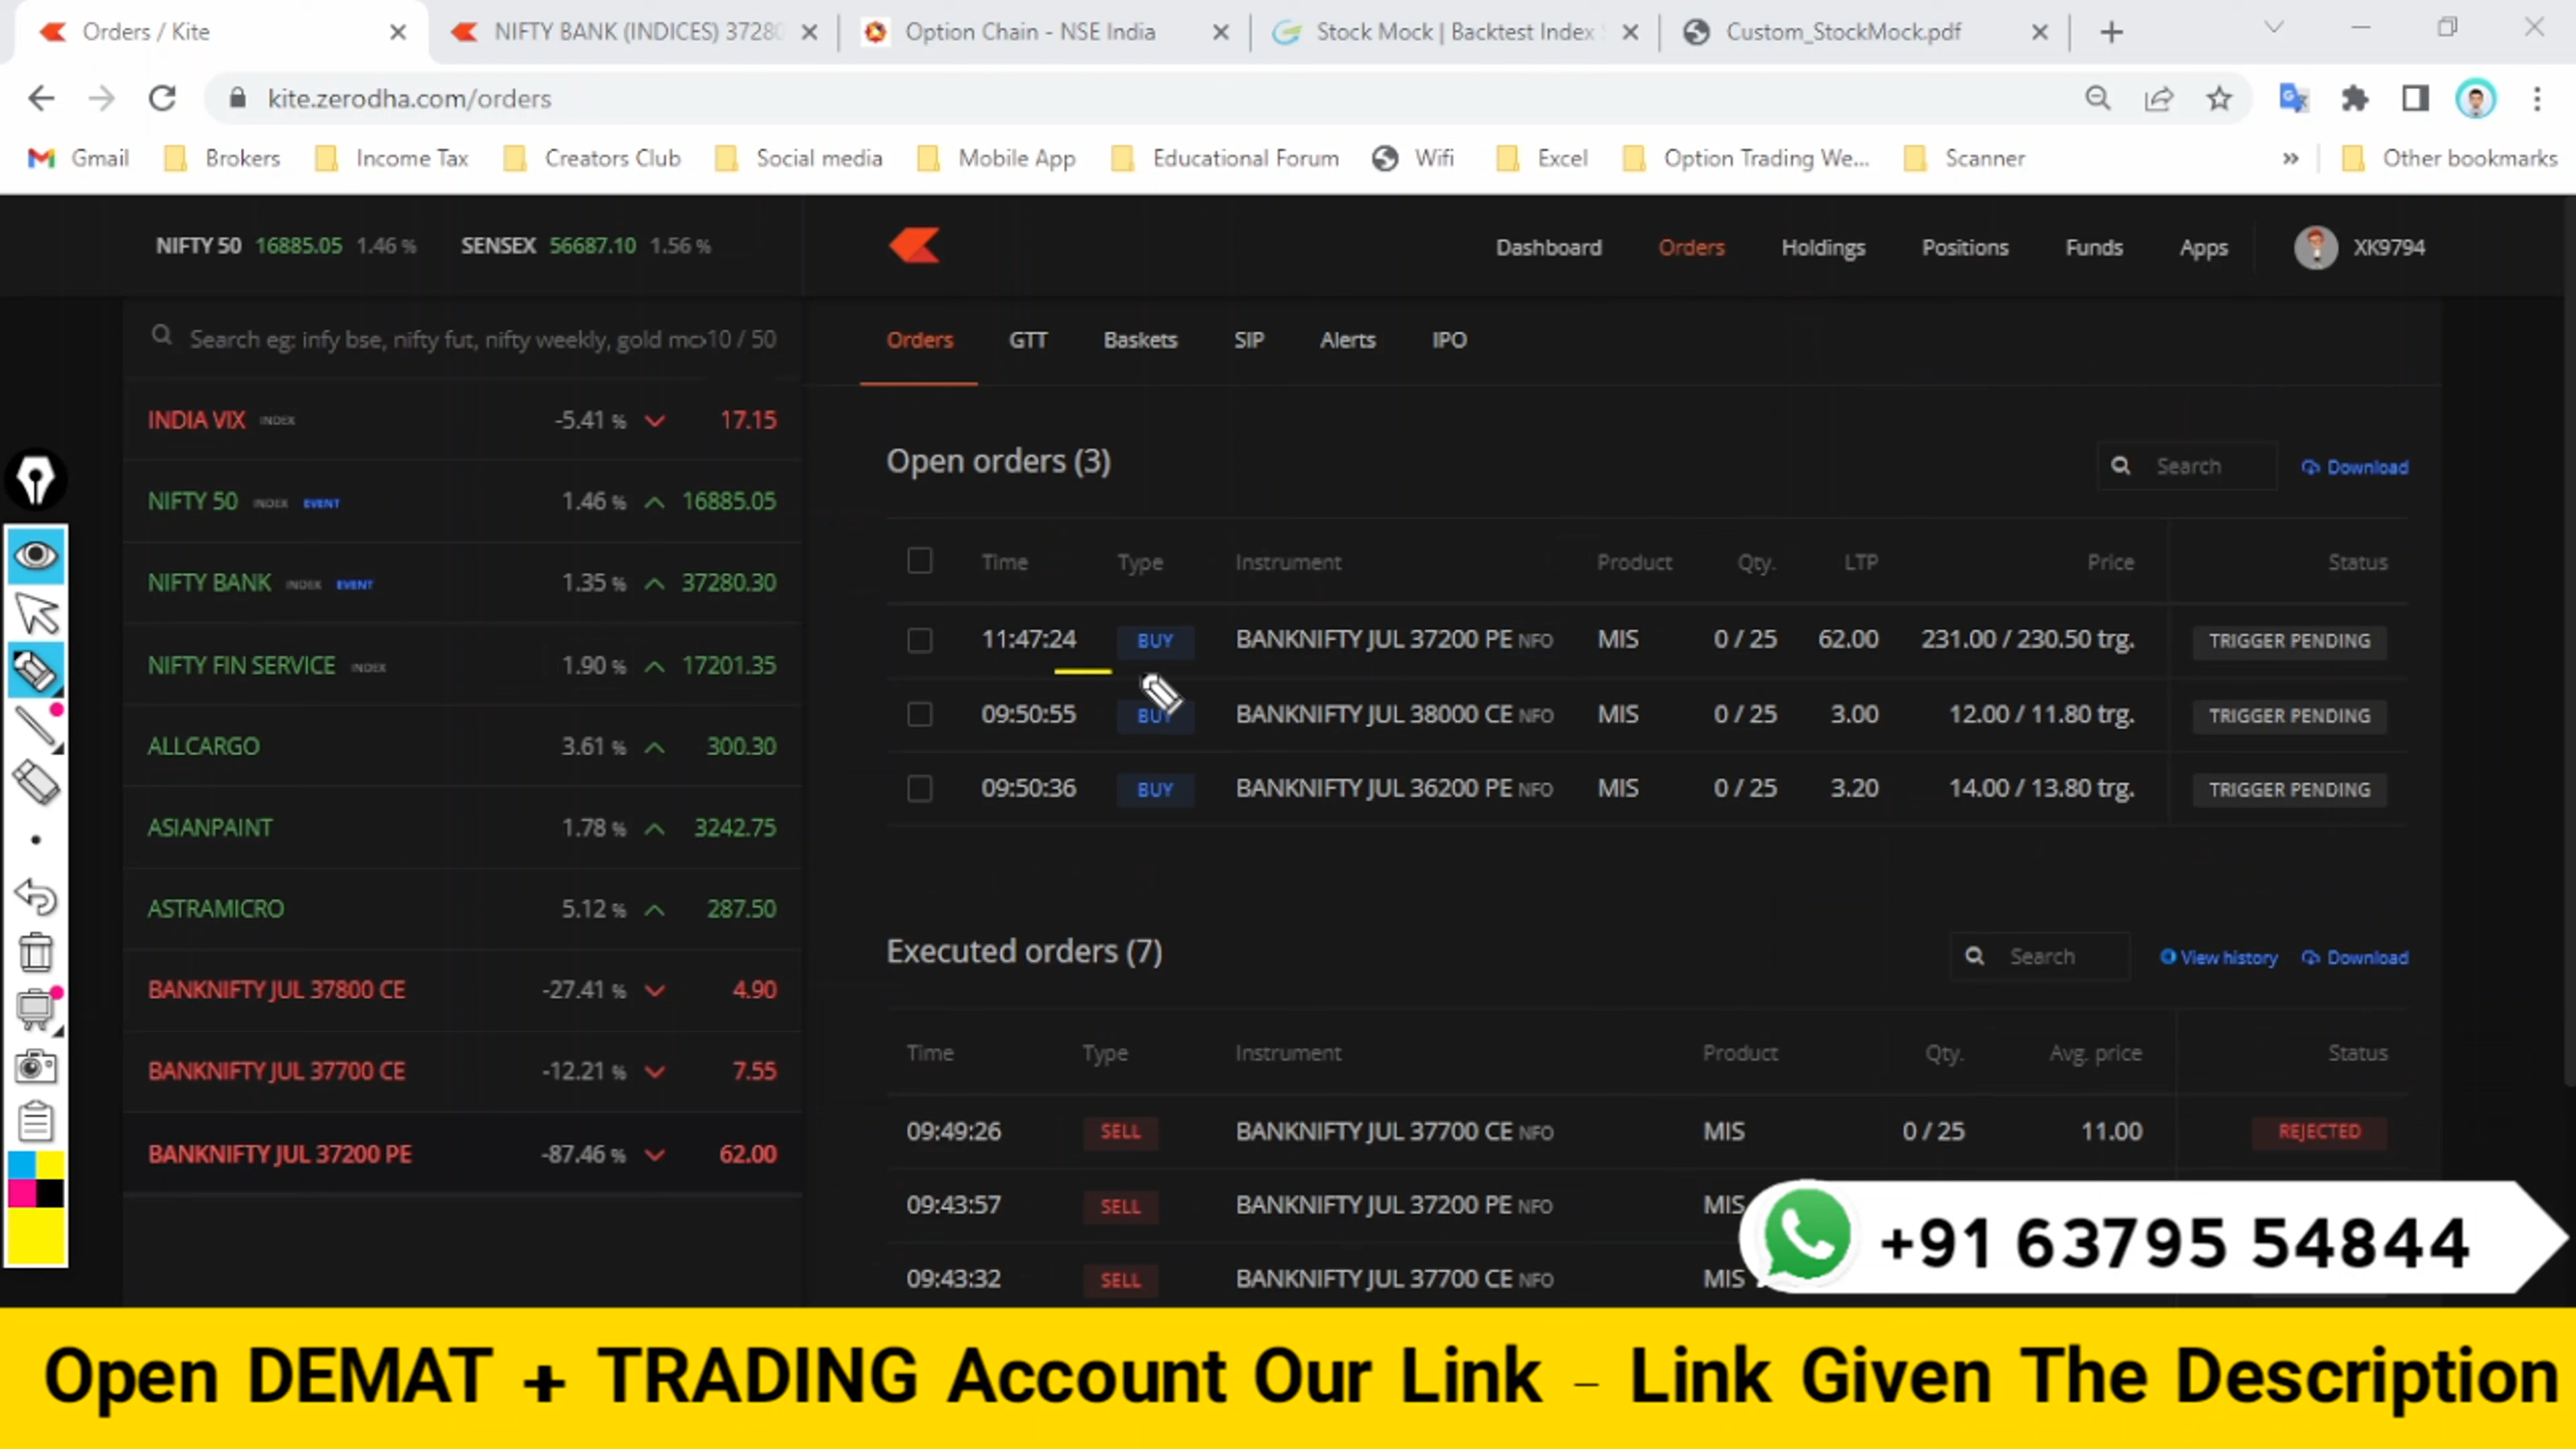 Orders / Kite
NIFTY BANK (INDICES) 37280
Option Chain - NSE India
Stock Mock | Backtest Index S
Custom_StockMock.pdf
kite.zerodha.com/orders
Gmail Brokers Income Tax Creators Club Social media Mobile App Educational Forum Wifi Excel Option Trading We... Scanner » Other bookmarks
NIFTY 50 16885.05 1.46 % SENSEX 56687.10 1.56 %
Dashboard Orders Holdings Positions Funds Apps XK9794
Search eg: infy bse, nifty fut, nifty weekly, gold mcx 10 / 50
INDIA VIX INDEX -5.41 % 17.15
NIFTY 50 INDEX EVENT 1.46 % 16885.05
NIFTY BANK INDEX EVENT 1.35 % 37280.30
NIFTY FIN SERVICE INDEX 1.90 % 17201.35
ALLCARGO 3.61 % 300.30
ASIANPAINT 1.78 % 3242.75
ASTRAMICRO 5.12 % 287.50
BANKNIFTY JUL 37800 CE -27.41 % 4.90
BANKNIFTY JUL 37700 CE -12.21 % 7.55
BANKNIFTY JUL 37200 PE -87.46 % 62.00
Orders GTT Baskets SIP Alerts IPO
Open orders (3) Search Download
Time Type Instrument Product Qty. LTP Price Status
11:47:24 BUY BANKNIFTY JUL 37200 PE NFO MIS 0 / 25 62.00 231.00 / 230.50 trg. TRIGGER PENDING
09:50:55 BUY BANKNIFTY JUL 38000 CE NFO MIS 0 / 25 3.00 12.00 / 11.80 trg. TRIGGER PENDING
09:50:36 BUY BANKNIFTY JUL 36200 PE NFO MIS 0 / 25 3.20 14.00 / 13.80 trg. TRIGGER PENDING
Executed orders (7) Search View history Download
Time Type Instrument Product Qty. Avg. price Status
09:49:26 SELL BANKNIFTY JUL 37700 CE NFO MIS 0 / 25 11.00 REJECTED
09:43:57 SELL BANKNIFTY JUL 37200 PE NFO MIS
09:43:32 SELL BANKNIFTY JUL 37700 CE NFO MIS
+91 63795 54844
Open DEMAT + TRADING Account Our Link - Link Given The Description